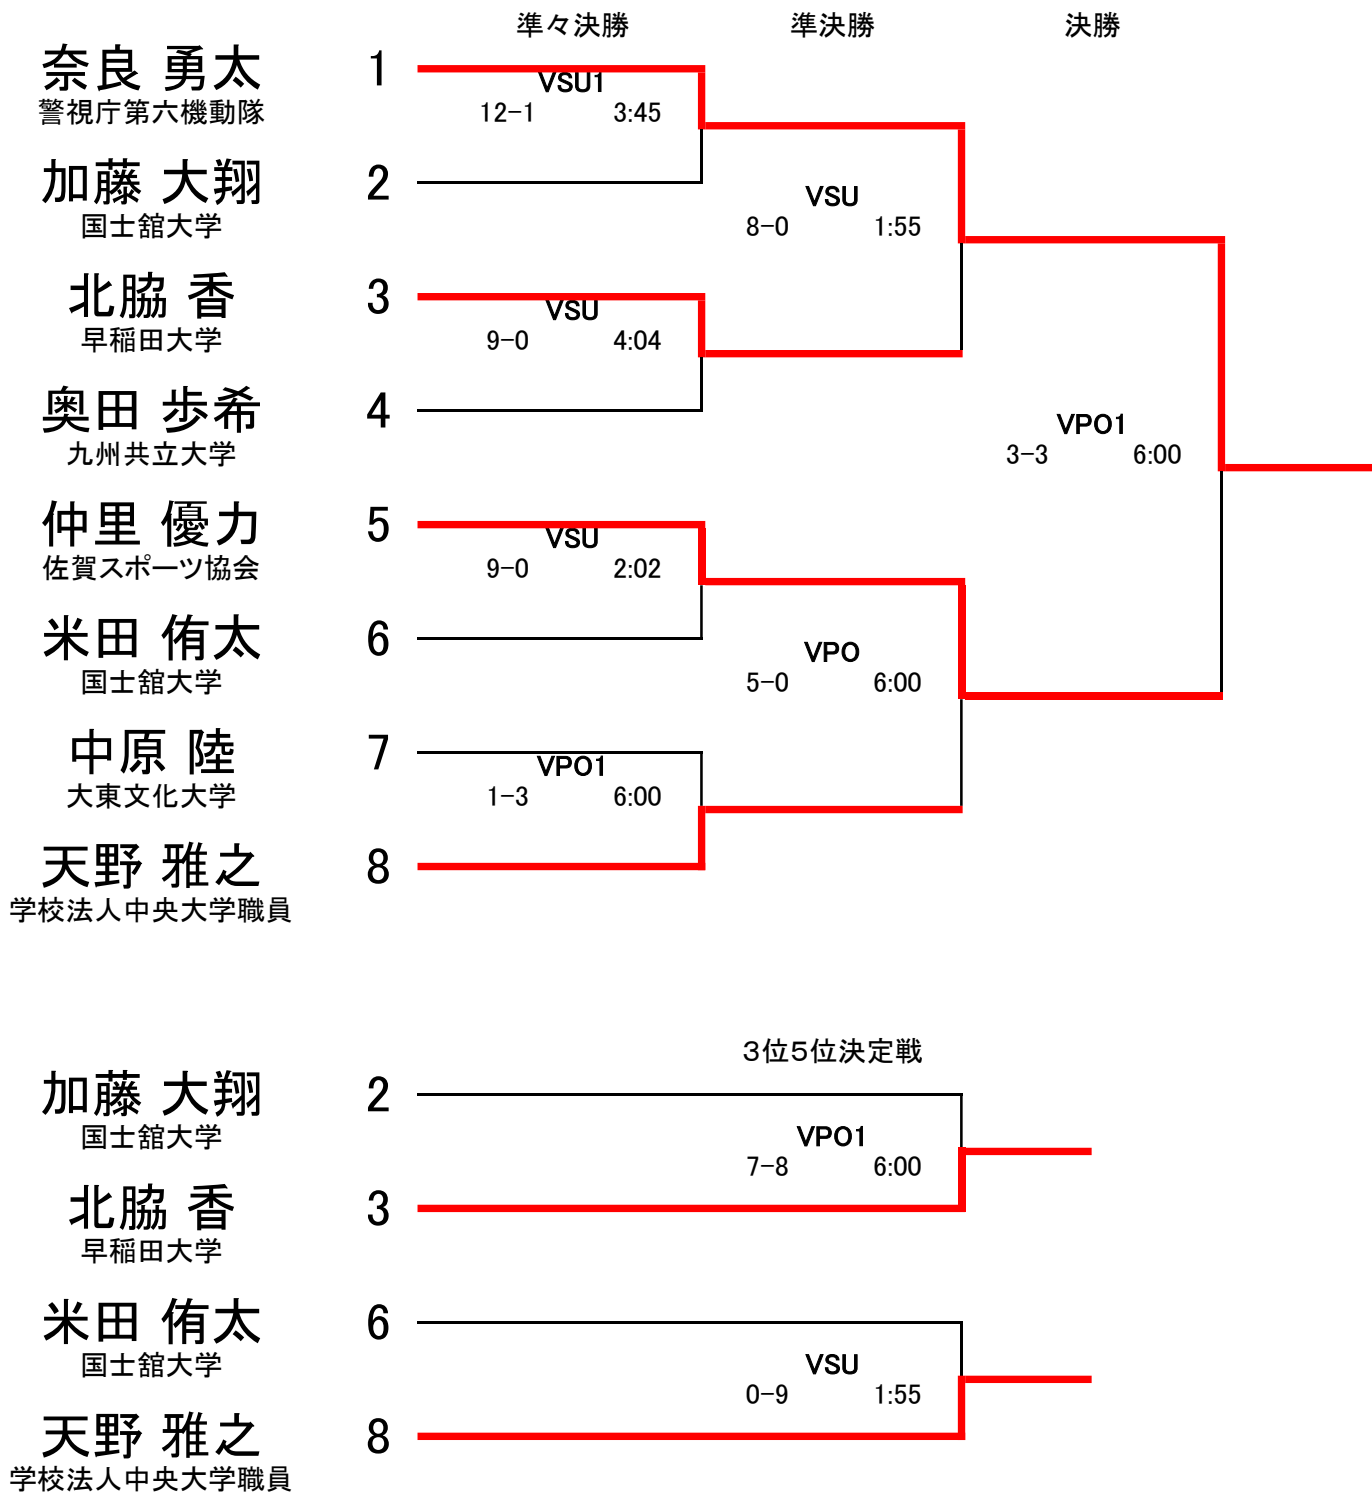 準々決勝 準決勝 決勝
奈良 勇太 1
警視庁第六機動隊
VSU1
12-1 3:45
加藤 大翔 2
国士舘大学
VSU
8-0 1:55
北脇 香 3
早稲田大学
VSU
9-0 4:04
奥田 歩希 4
九州共立大学
VPO1
3-3 6:00
仲里 優力 5
佐賀スポーツ協会
VSU
9-0 2:02
米田 侑太 6
国士舘大学
VPO
5-0 6:00
中原 陸 7
大東文化大学
VPO1
1-3 6:00
天野 雅之 8
学校法人中央大学職員
3位5位決定戦
加藤 大翔 2
国士舘大学
VPO1
7-8 6:00
北脇 香 3
早稲田大学
米田 侑太 6
国士舘大学
VSU
0-9 1:55
天野 雅之 8
学校法人中央大学職員